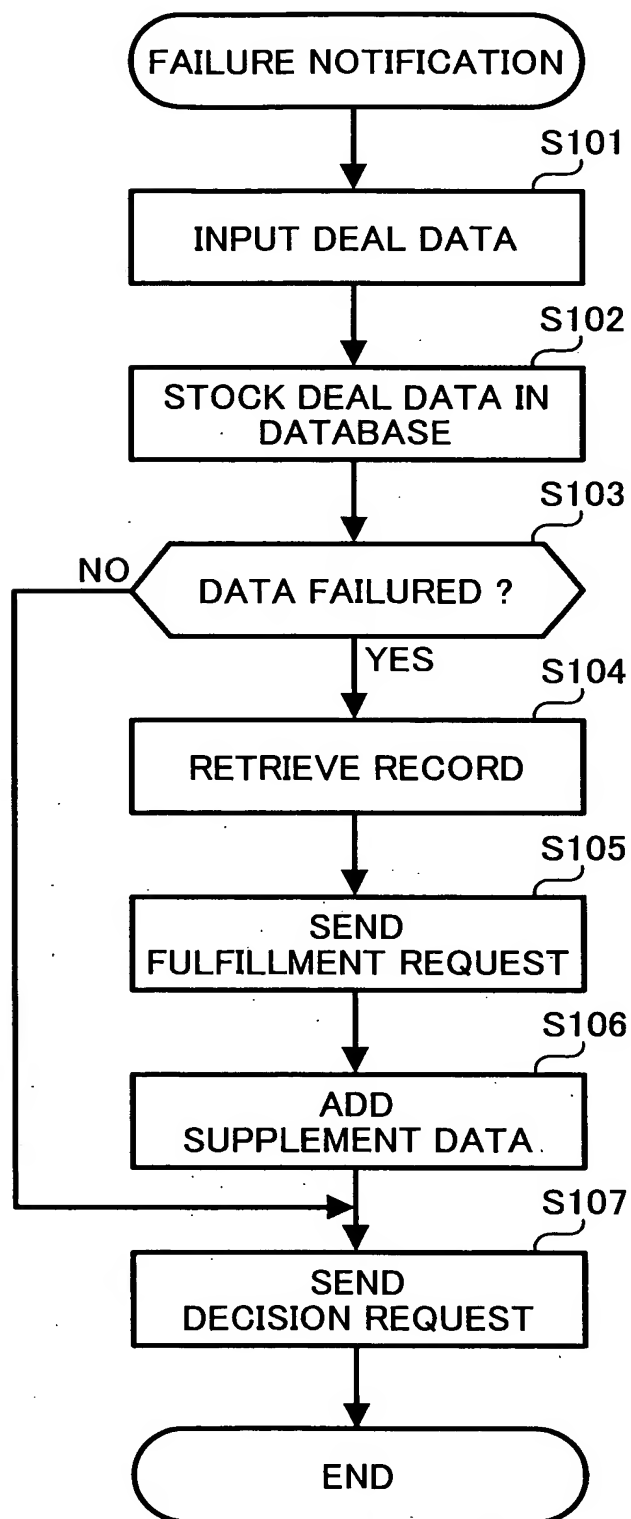 FAILURE NOTIFICATION
S101
INPUT DEAL DATA
S102
STOCK DEAL DATA IN
DATABASE
S103
NO
DATA FAILURED ?
YES
S104
RETRIEVE RECORD
S105
SEND
FULFILLMENT REQUEST
S106
ADD
SUPPLEMENT DATA
S107
SEND
DECISION REQUEST
END